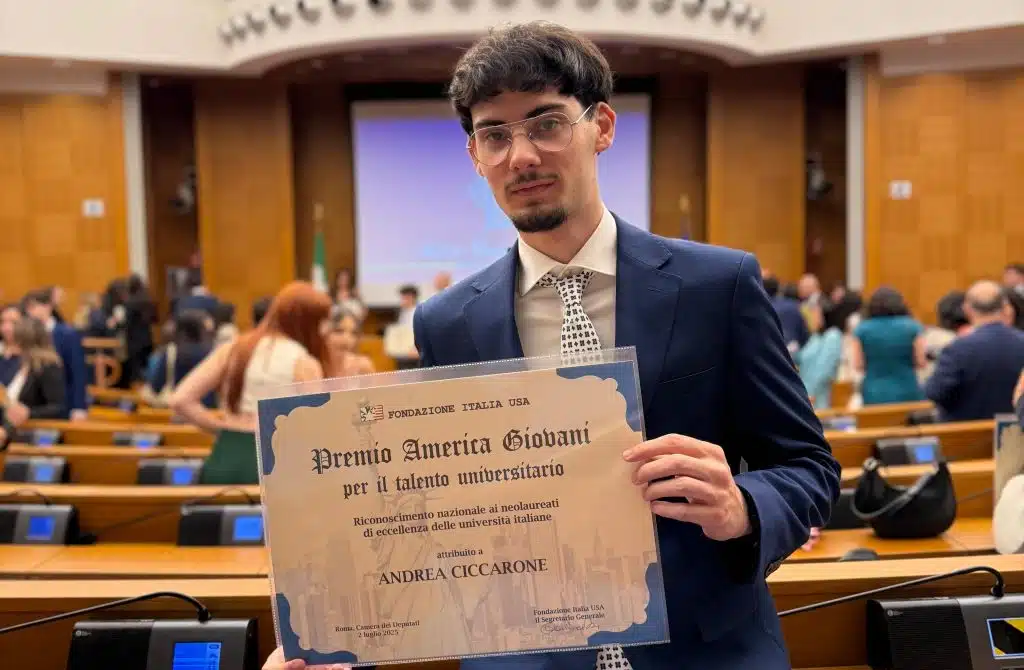 FONDAZIONE ITALIA USA
Premio America Giovani
per il talento universitario
Riconoscimento nazionale ai neolaureati
di eccellenza delle università italiane
attribuito a
ANDREA CICCARONE
Roma, Camera dei Deputati
2 luglio 2025
Fondazione Italia USA
il Segretario Generale